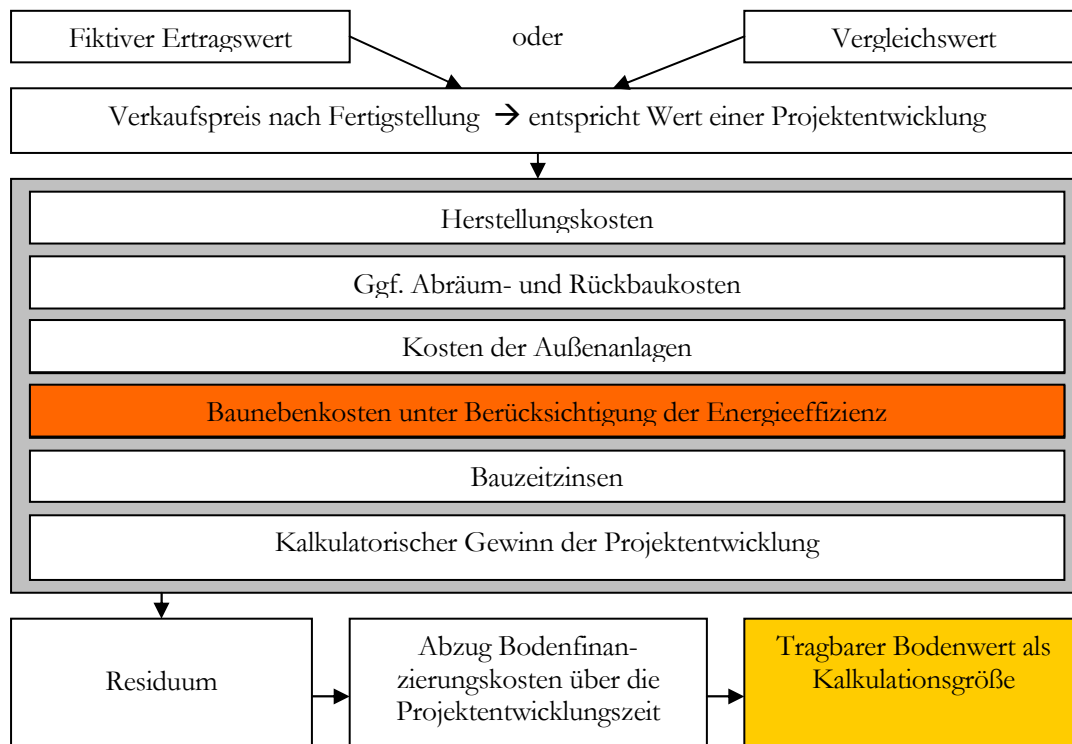 Fiktiver Ertragswert
oder
Vergleichswert
Verkaufspreis nach Fertigstellung → entspricht Wert einer Projektentwicklung
Herstellungskosten
Ggf. Abräum- und Rückbaukosten
Kosten der Außenanlagen
Baunebenkosten unter Berücksichtigung der Energieeffizienz
Bauzeitzinsen
Kalkulatorischer Gewinn der Projektentwicklung
Residuum
Abzug Bodenfinan-
zierungskosten über die
Projektentwicklungszeit
Tragbarer Bodenwert als
Kalkulationsgröße